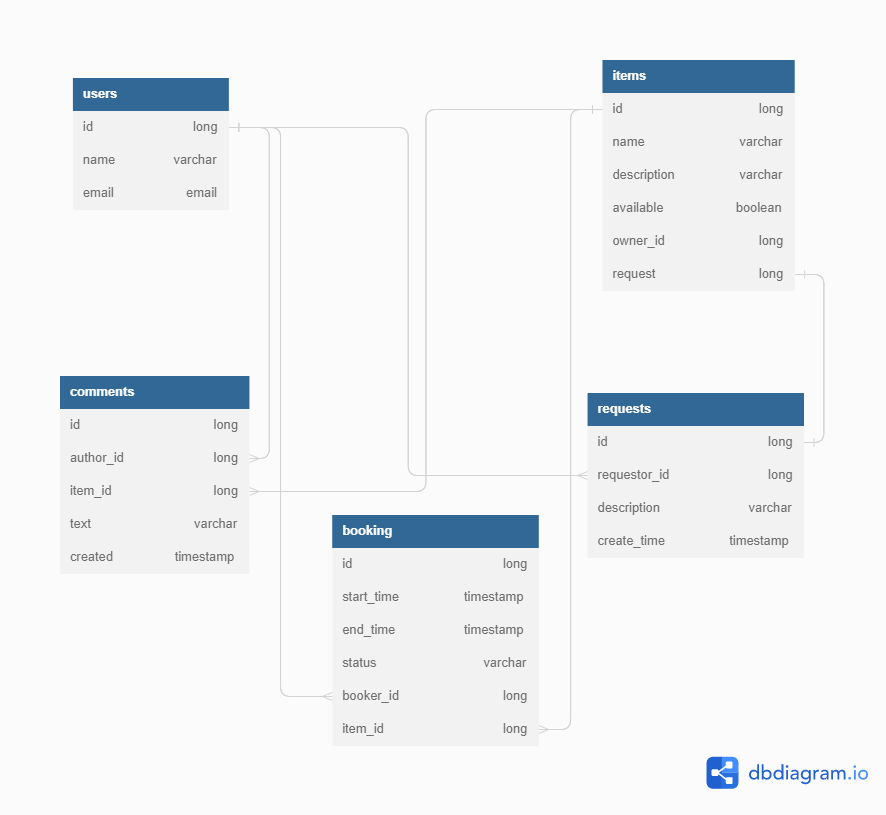 users
id long
name varchar
email email
items
id long
name varchar
description varchar
available boolean
owner_id long
request long
comments
id long
author_id long
item_id long
text varchar
created timestamp
requests
id long
requestor_id long
description varchar
create_time timestamp
booking
id long
start_time timestamp
end_time timestamp
status varchar
booker_id long
item_id long
dbdiagram.io